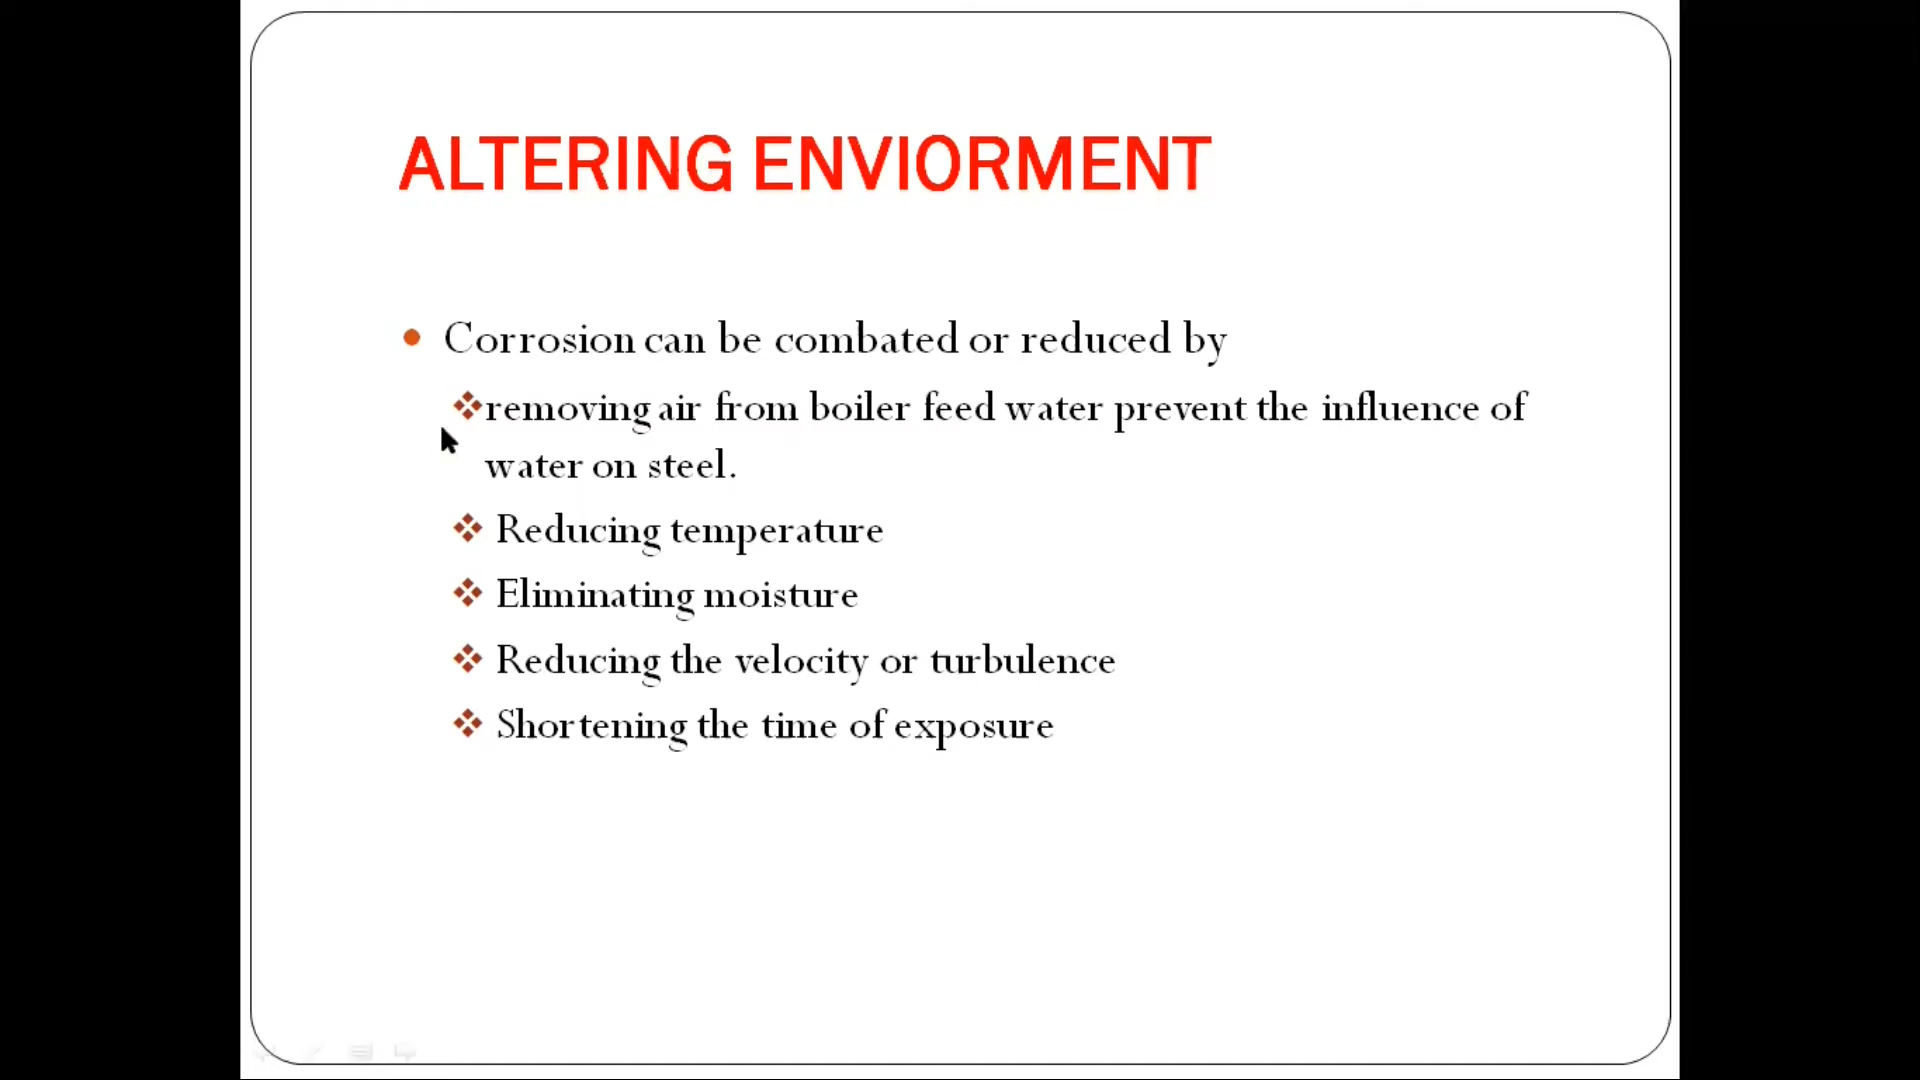 ALTERING ENVIORMENT
Corrosion can be combated or reduced by
removing air from boiler feed water prevent the influence of
water on steel.
Reducing temperature
Eliminating moisture
Reducing the velocity or turbulence
Shortening the time of exposure